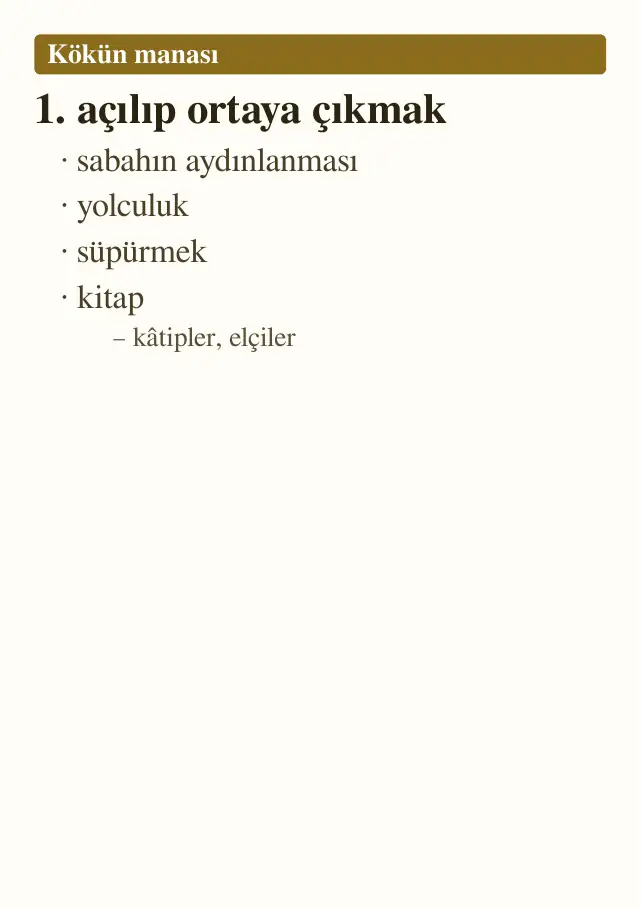 Kökün manası
1. açılıp ortaya çıkmak
· sabahın aydınlanması
· yolculuk
· süpürmek
· kitap
– kâtipler, elçiler